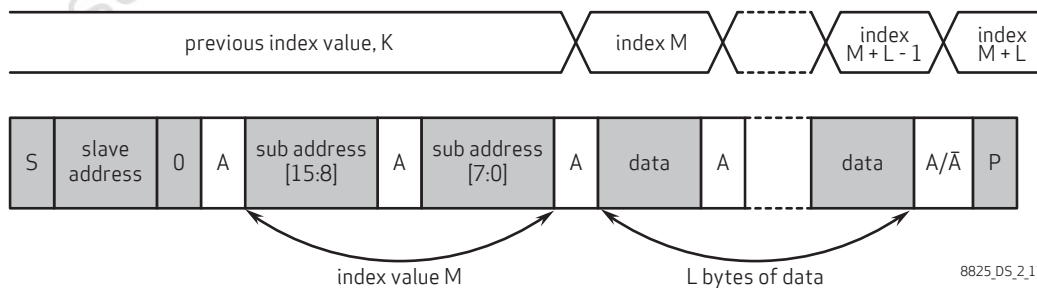 previous index value, K
index M
index
M + L - 1
index
M + L
S
slave
address
0
A
sub address
[15:8]
A
sub address
[7:0]
A
data
A
data
A/Ā
P
index value M
L bytes of data
8825_DS_2_1